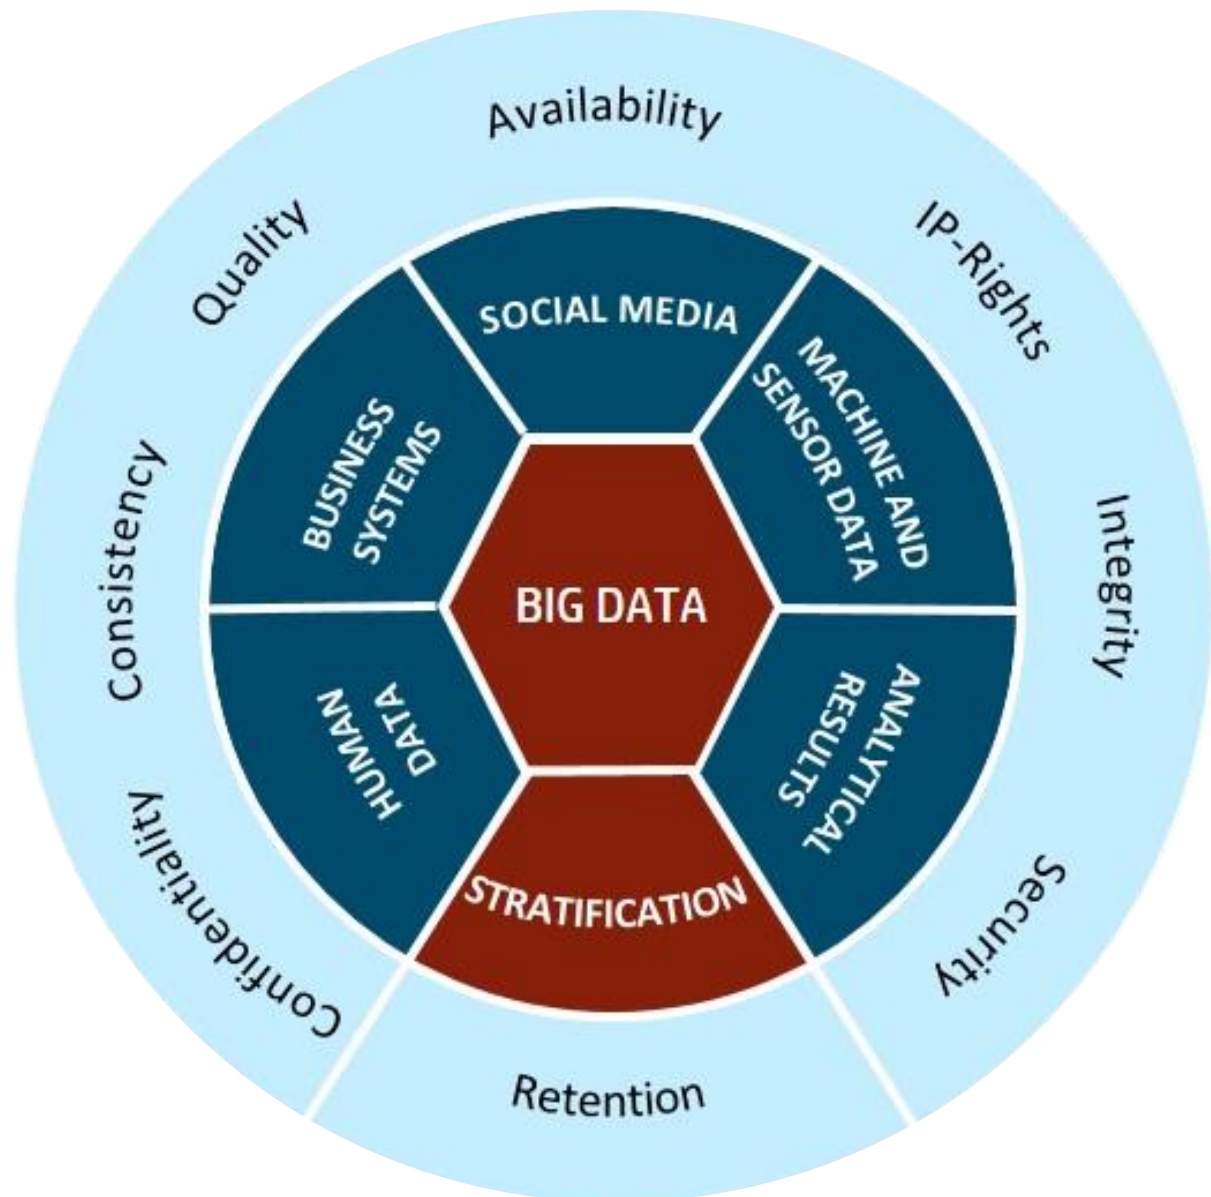 Availability
IP-Rights
Integrity
Security
Retention
Confidentiality
Consistency
Quality
SOCIAL MEDIA
MACHINE AND
SENSOR DATA
ANALYTICAL
RESULTS
STRATIFICATION
HUMAN
DATA
BUSINESS
SYSTEMS
BIG DATA